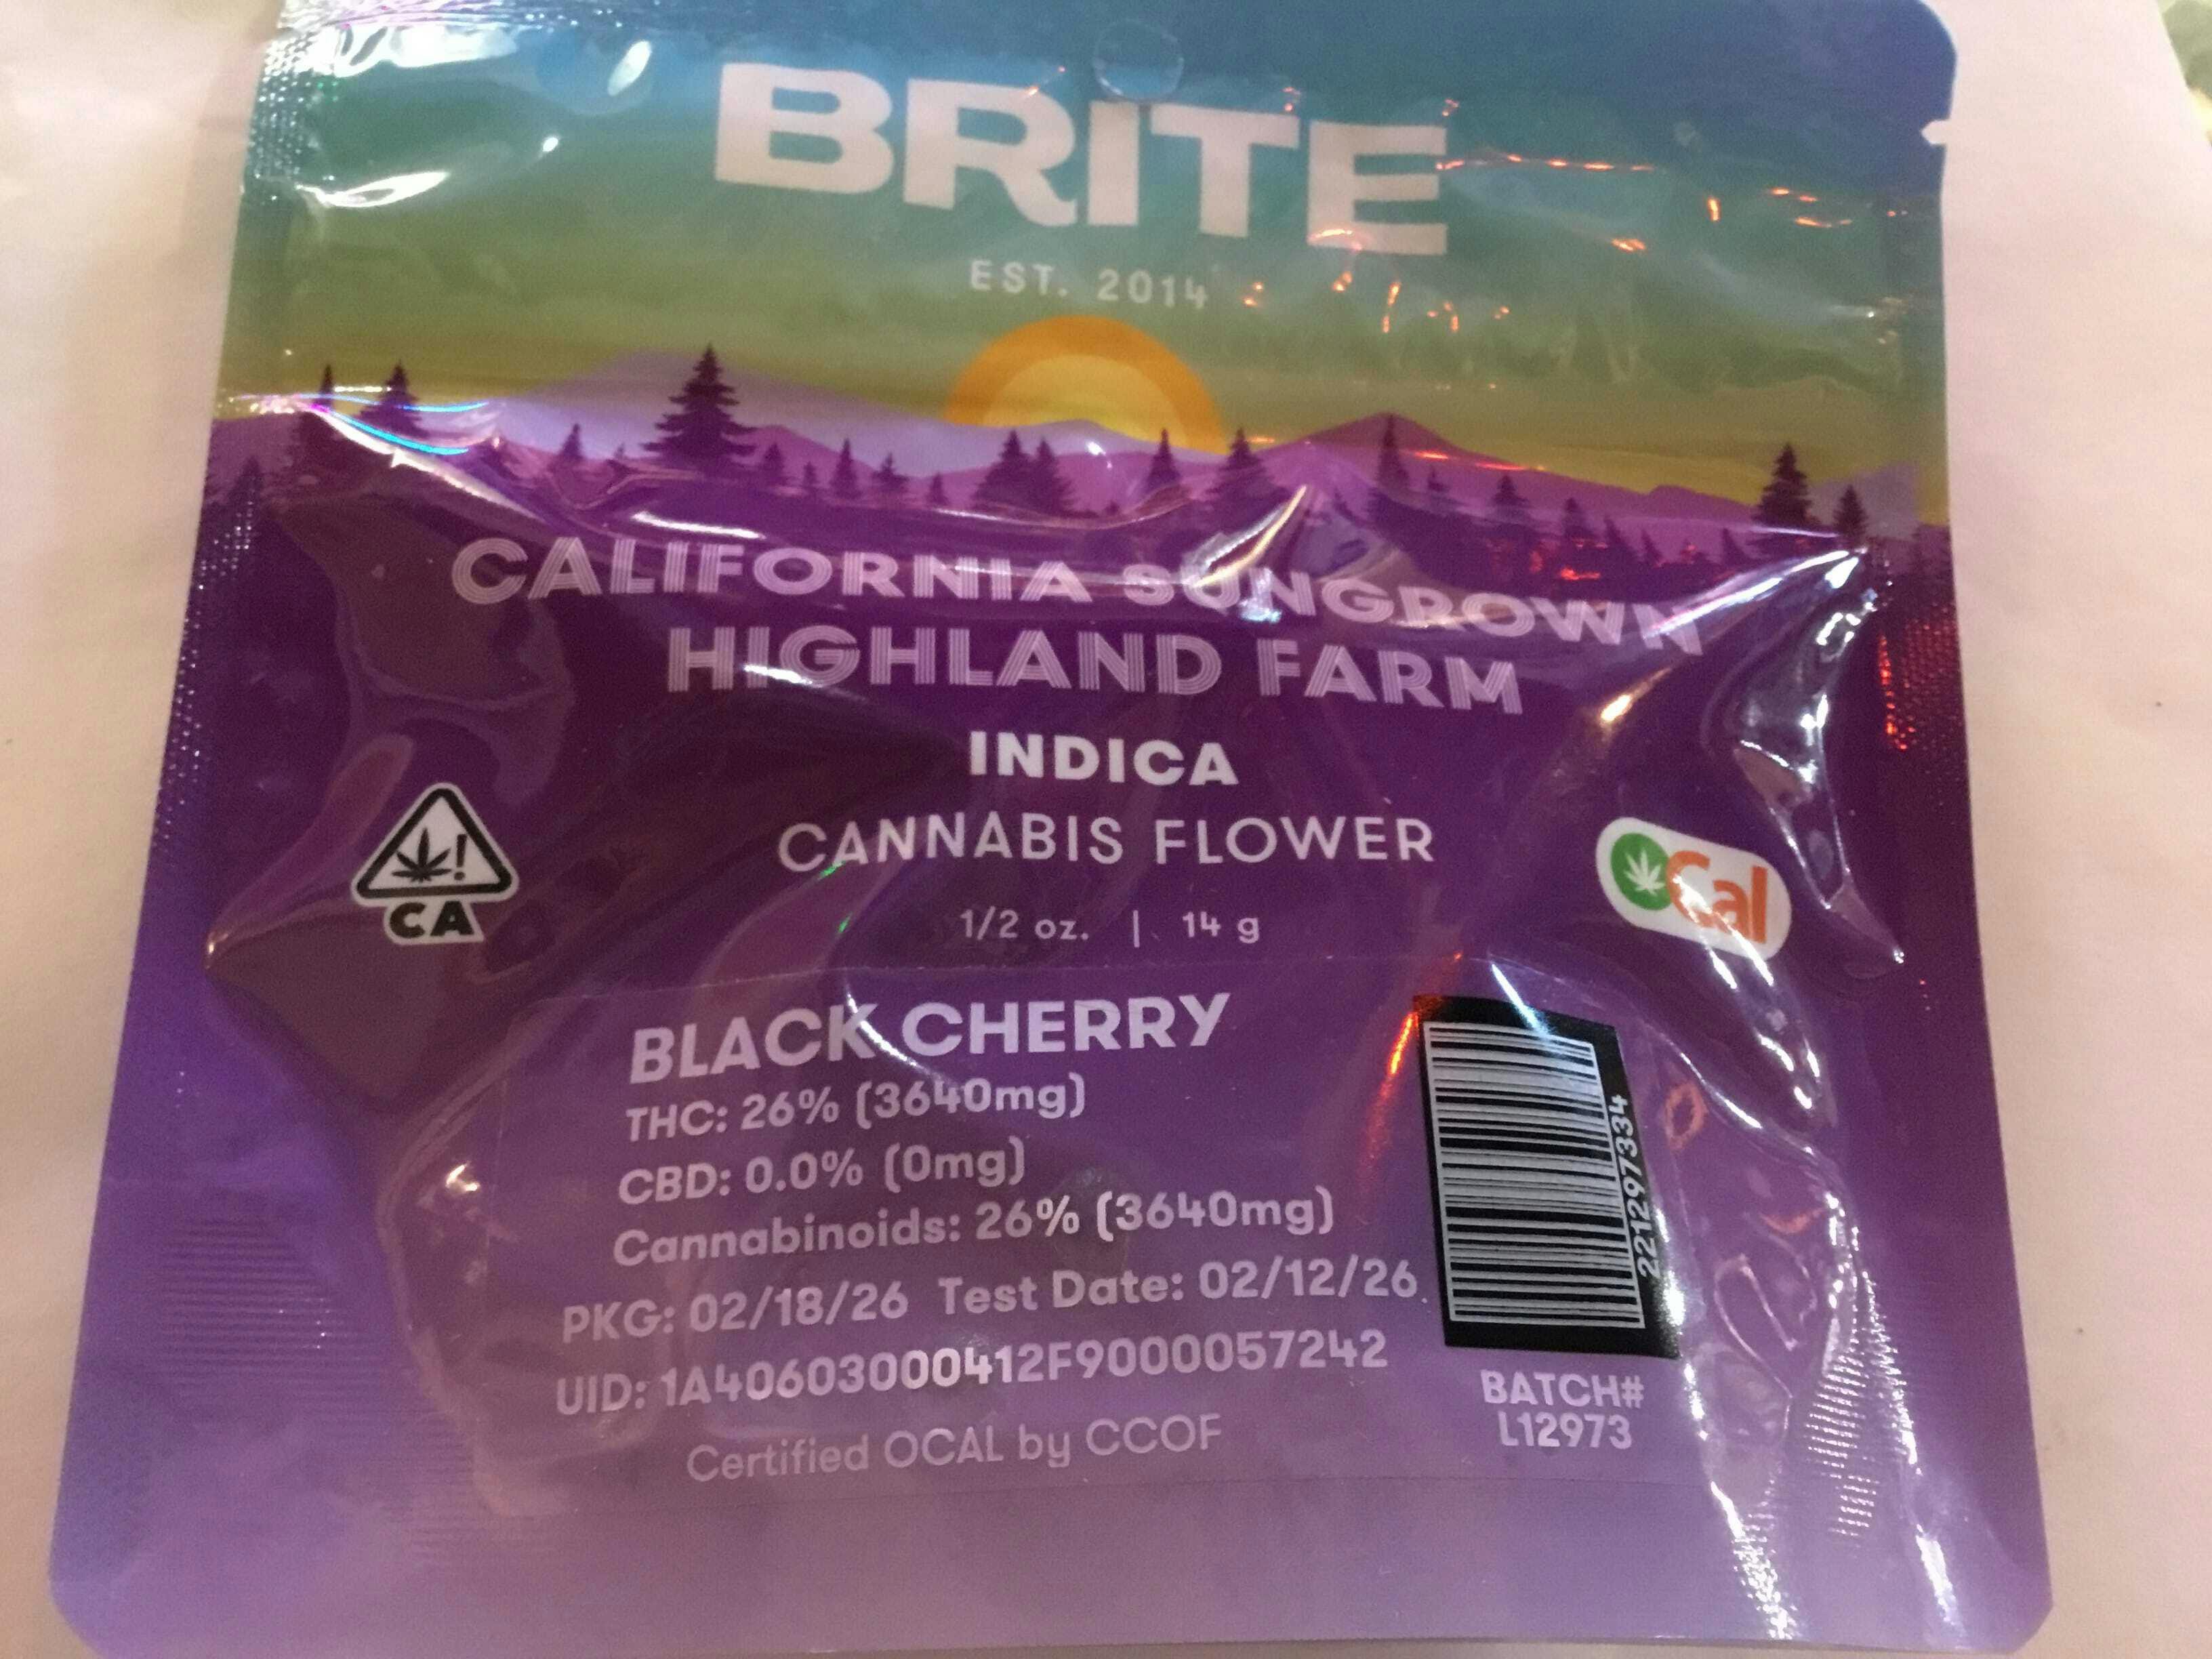 BRITE
EST. 2014
CALIFORNIA SUNGROWN
HIGHLAND FARM
INDICA
CANNABIS FLOWER
1/2 oz. | 14 g
CA
OCal
BLACK CHERRY
THC: 26% (3640mg)
CBD: 0.0% (0mg)
Cannabinoids: 26% (3640mg)
PKG: 02/18/26 Test Date: 02/12/26
UID: 1A40603000412F9000057242
Certified OCAL by CCOF
221297334
BATCH#
L12973